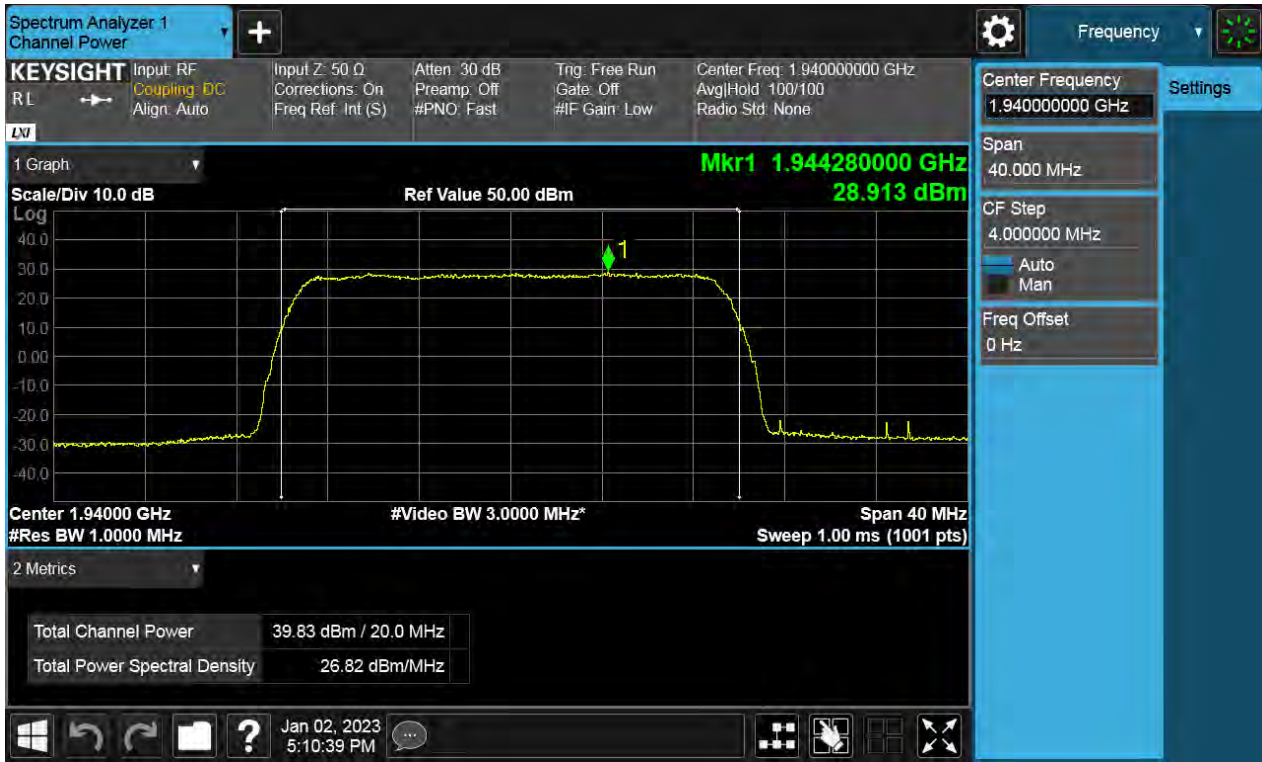 Spectrum Analyzer 1
Channel Power
+
Frequency
KEYSIGHT
R L
LXI
Input: RF
Coupling: DC
Align: Auto
Input Z: 50 Ω
Corrections: On
Freq Ref: Int (S)
Atten: 30 dB
Preamp: Off
#PNO: Fast
Trig: Free Run
Gate: Off
#IF Gain: Low
Center Freq: 1.940000000 GHz
Avg|Hold: 100/100
Radio Std: None
1 Graph
Mkr1 1.944280000 GHz
28.913 dBm
Scale/Div 10.0 dB
Ref Value 50.00 dBm
Log
40.0
30.0
20.0
10.0
0.00
-10.0
-20.0
-30.0
-40.0
1
Center 1.94000 GHz
#Video BW 3.0000 MHz*
Span 40 MHz
#Res BW 1.0000 MHz
Sweep 1.00 ms (1001 pts)
2 Metrics
Total Channel Power 39.83 dBm / 20.0 MHz
Total Power Spectral Density 26.82 dBm/MHz
?
Jan 02, 2023
5:10:39 PM
Center Frequency
1.940000000 GHz
Settings
Span
40.000 MHz
CF Step
4.000000 MHz
Auto
Man
Freq Offset
0 Hz